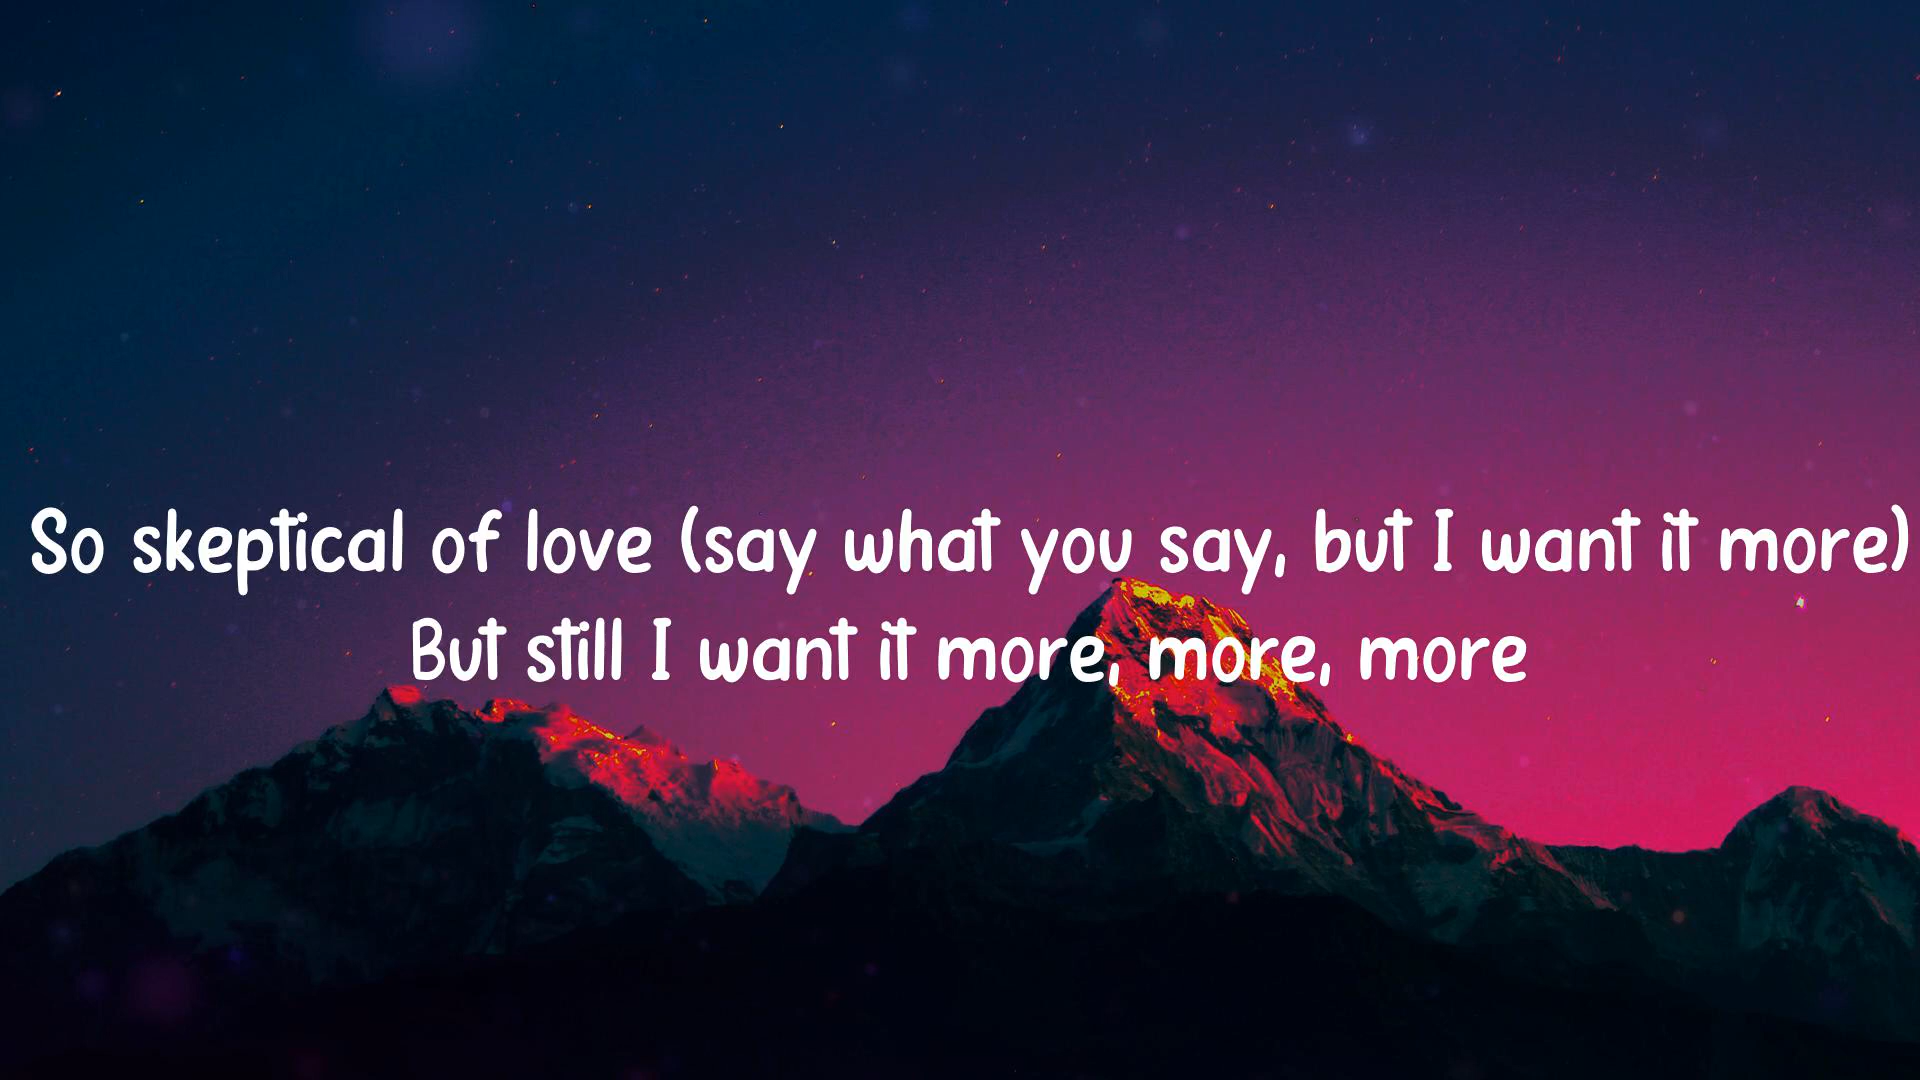 So skeptical of love (say what you say, but I want it more)
But still I want it more, more, more